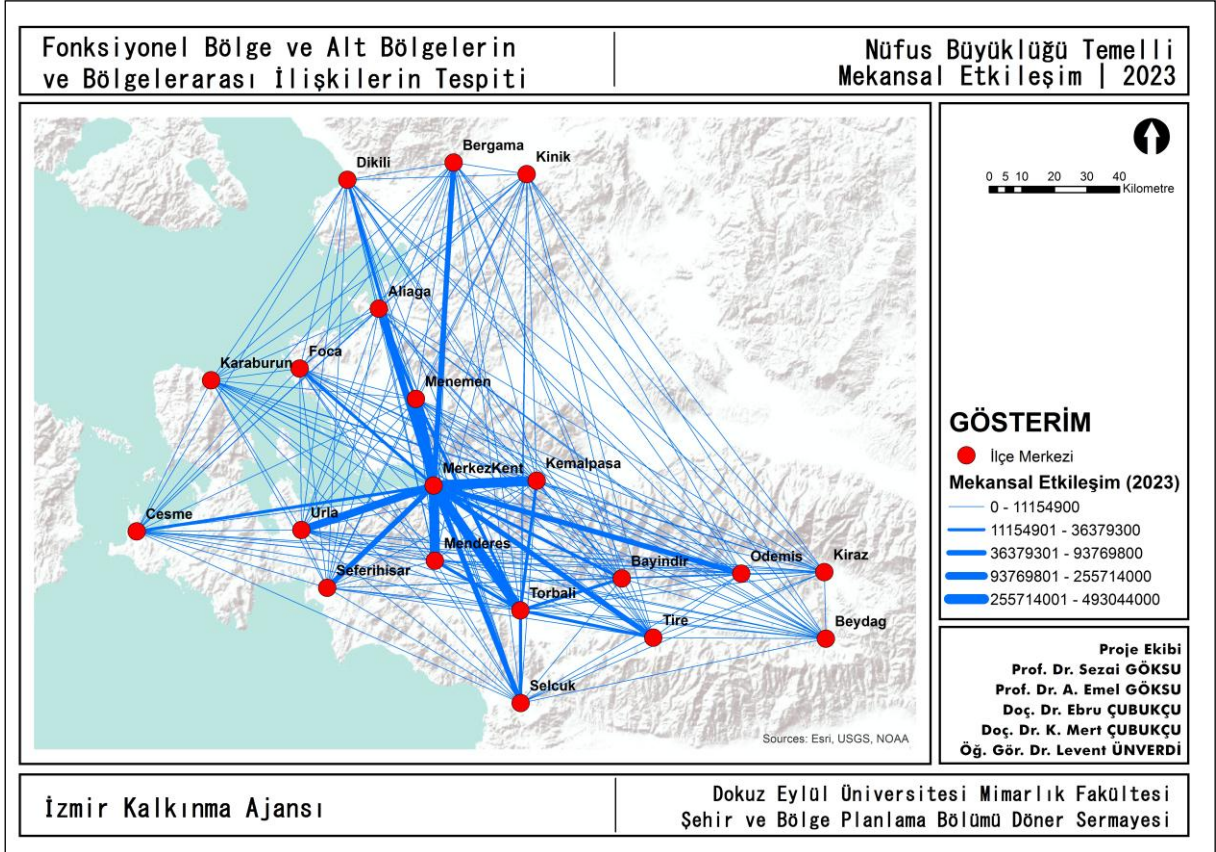 Fonksiyonel Bölge ve Alt Bölgelerin
ve Bölgelerarası İlişkilerin Tespiti
Nüfus Büyüklüğü Temelli
Mekansal Etkileşim | 2023
Dikili
Bergama
Kinik
Aliaga
Karaburun
Foca
Menemen
MerkezKent
Kemalpasa
Cesme
Urla
Menderes
Seferihisar
Bayindir
Odemis
Kiraz
Torbali
Tire
Beydag
Selcuk
Sources: Esri, USGS, NOAA
0 5 10 20 30 40
Kilometre
GÖSTERİM
İlçe Merkezi
Mekansal Etkileşim (2023)
0 - 11154900
11154901 - 36379300
36379301 - 93769800
93769801 - 255714000
255714001 - 493044000
Proje Ekibi
Prof. Dr. Sezai GÖKSU
Prof. Dr. A. Emel GÖKSU
Doç. Dr. Ebru ÇUBUKÇU
Doç. Dr. K. Mert ÇUBUKÇU
Öğ. Gör. Dr. Levent ÜNVERDİ
İzmir Kalkınma Ajansı
Dokuz Eylül Üniversitesi Mimarlık Fakültesi
Şehir ve Bölge Planlama Bölümü Döner Sermayesi